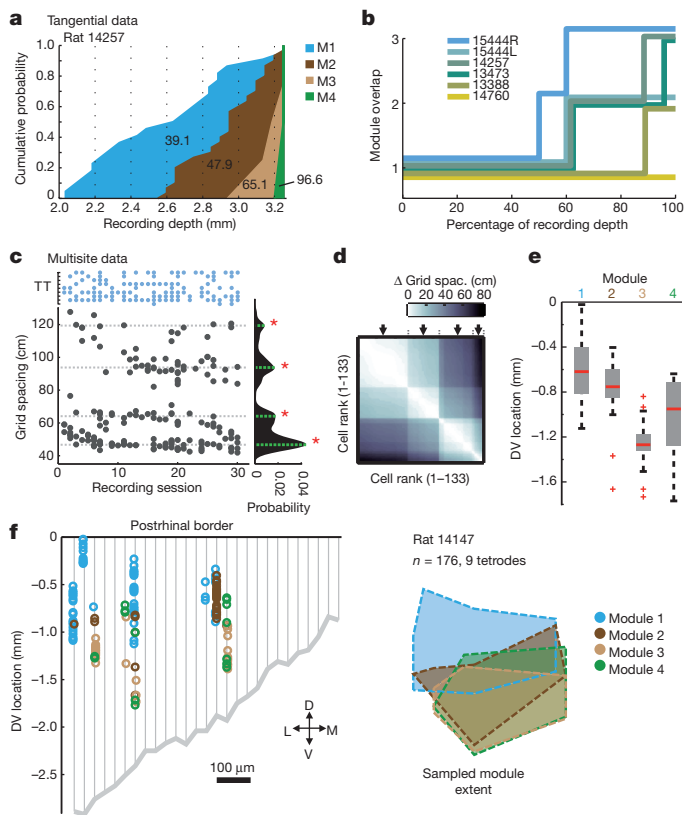 a
Tangential data
Rat 14257
M1
M2
M3
M4
Cumulative probability
1.0
0.8
0.6
0.4
0.2
0
39.1
47.9
65.1
96.6
2.0 2.2 2.4 2.6 2.8 3.0 3.2
Recording depth (mm)
b
15444R
15444L
14257
13473
13388
14760
Module overlap
3
2
1
0 20 40 60 80 100
Percentage of recording depth
c
Multisite data
TT
Grid spacing (cm)
120
100
80
60
40
0 10 20 30
Recording session
* * * *
0 0.02 0.04
Probability
d
Δ Grid spac. (cm)
0 20 40 60 80
Cell rank (1-133)
Cell rank (1–133)
e
Module
1 2 3 4
DV location (mm)
0
−0.4
−0.8
−1.2
−1.6
f
Postrhinal border
DV location (mm)
0
−0.5
−1.0
−1.5
−2.0
−2.5
D
L M
V
100 μm
Rat 14147
n = 176, 9 tetrodes
Module 1
Module 2
Module 3
Module 4
Sampled module
extent